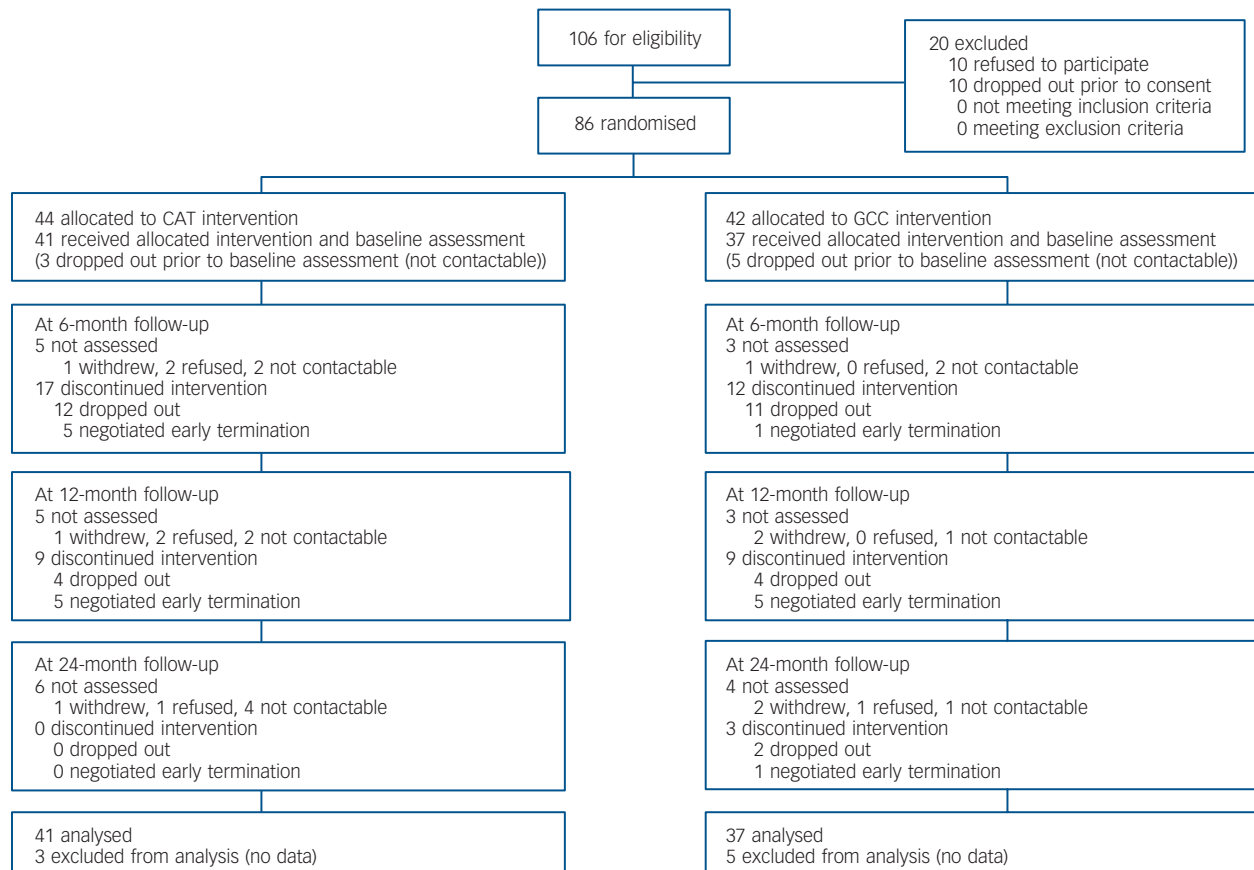 106 for eligibility
20 excluded
10 refused to participate
10 dropped out prior to consent
0 not meeting inclusion criteria
0 meeting exclusion criteria
86 randomised
44 allocated to CAT intervention
41 received allocated intervention and baseline assessment
(3 dropped out prior to baseline assessment (not contactable))
42 allocated to GCC intervention
37 received allocated intervention and baseline assessment
(5 dropped out prior to baseline assessment (not contactable))
At 6-month follow-up
5 not assessed
1 withdrew, 2 refused, 2 not contactable
17 discontinued intervention
12 dropped out
5 negotiated early termination
At 6-month follow-up
3 not assessed
1 withdrew, 0 refused, 2 not contactable
12 discontinued intervention
11 dropped out
1 negotiated early termination
At 12-month follow-up
5 not assessed
1 withdrew, 2 refused, 2 not contactable
9 discontinued intervention
4 dropped out
5 negotiated early termination
At 12-month follow-up
3 not assessed
2 withdrew, 0 refused, 1 not contactable
9 discontinued intervention
4 dropped out
5 negotiated early termination
At 24-month follow-up
6 not assessed
1 withdrew, 1 refused, 4 not contactable
0 discontinued intervention
0 dropped out
0 negotiated early termination
At 24-month follow-up
4 not assessed
2 withdrew, 1 refused, 1 not contactable
3 discontinued intervention
2 dropped out
1 negotiated early termination
41 analysed
3 excluded from analysis (no data)
37 analysed
5 excluded from analysis (no data)